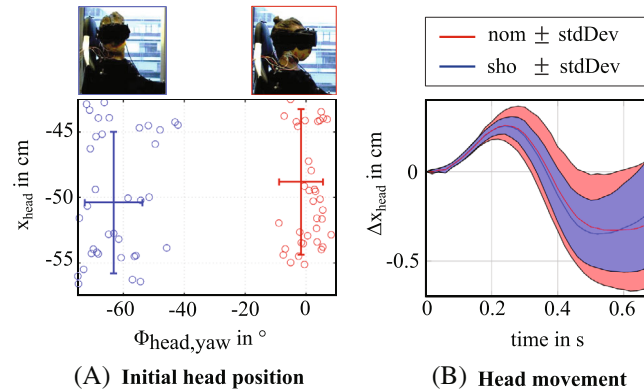 nom ± stdDev
sho ± stdDev
-45
-50
-55
x_head in cm
-60
-40
-20
0
Φhead,yaw in °
(A) Initial head position
0
-0.5
Δx_head in cm
0
0.2
0.4
0.6
time in s
(B) Head movement